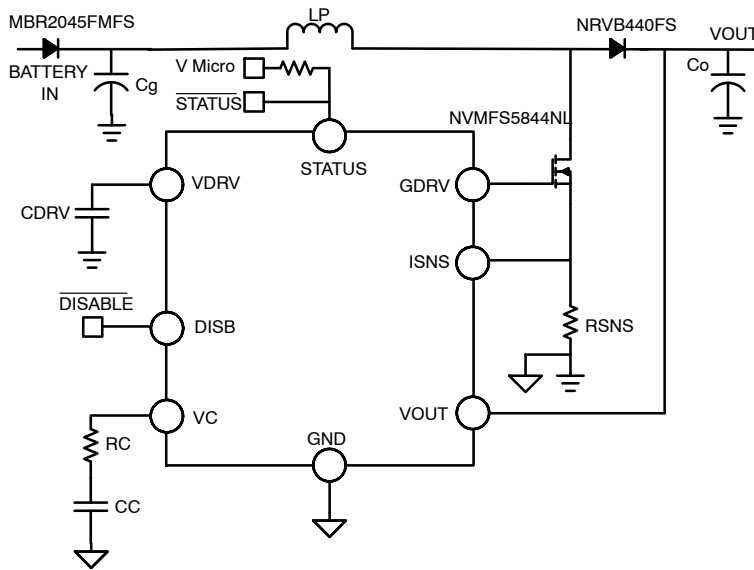 MBR2045FMFS
LP
NRVB440FS
VOUT
BATTERY
IN
Cg
V Micro
STATUS
Co
NVMFS5844NL
STATUS
VDRV
GDRV
CDRV
ISNS
DISABLE
DISB
RSNS
VC
VOUT
GND
RC
CC